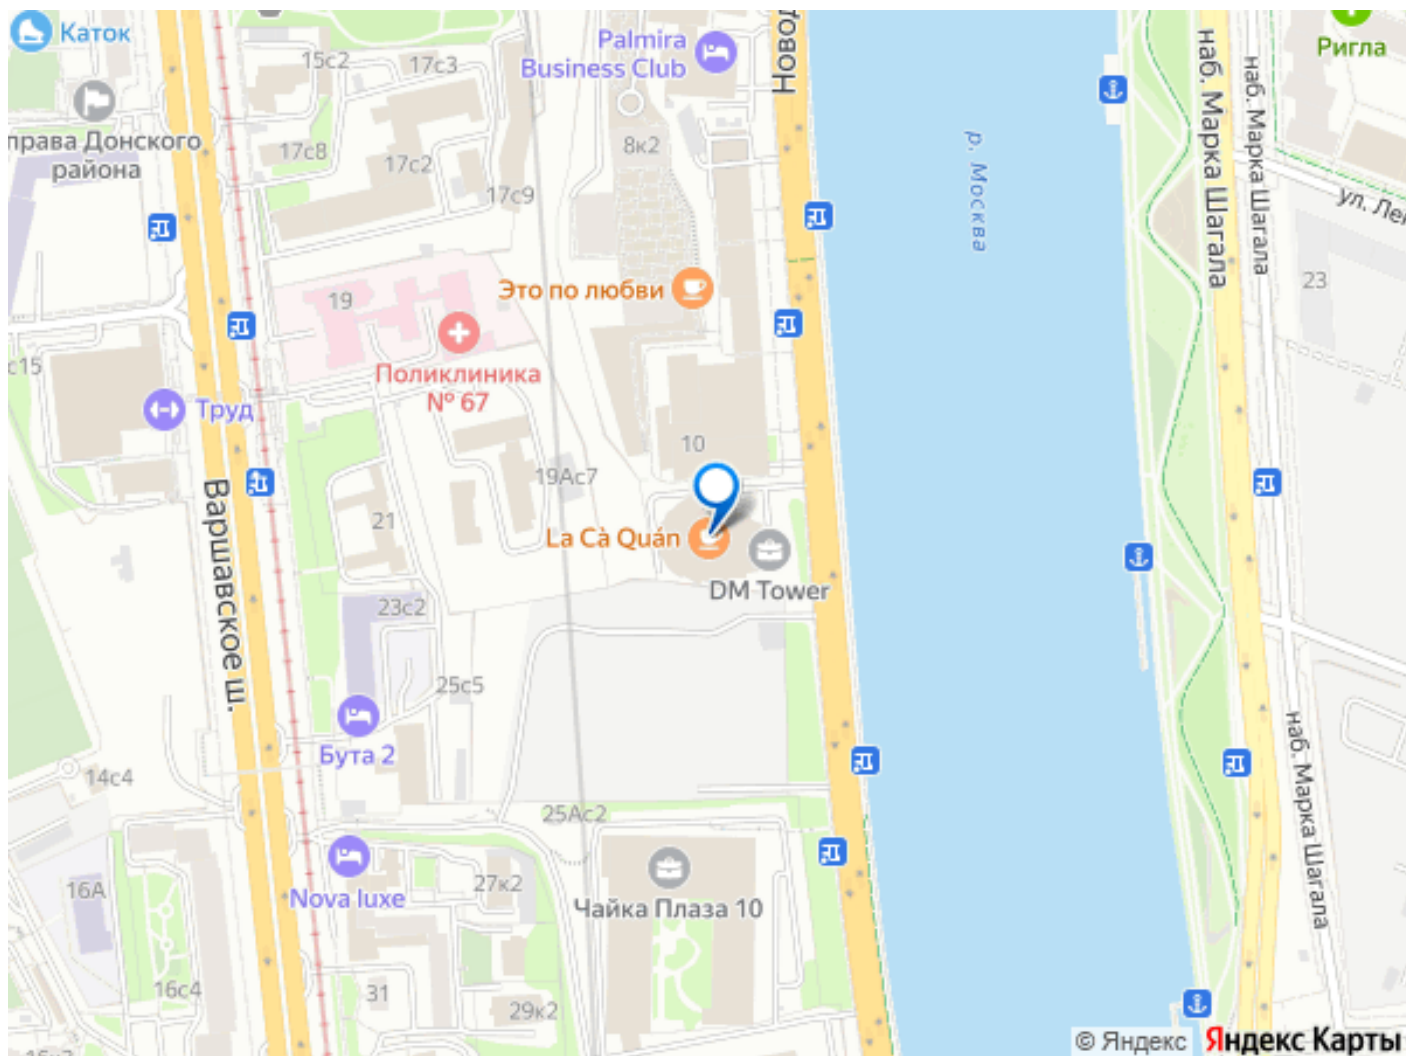 Каток
Palmira
Business Club
Новод
Ригла
15с2
17с3
наб. Марка Шагала
наб. Марка Шагала
права Донского
района
17с8
17с2
8к2
р. Москва
17с9
ул. Лей
Это по любви
19
23
с15
Поликлиника
№ 67
Труд
10
19Ас7
Варшавское ш.
21
La Cà Quán
DM Tower
23с2
25с5
Бута 2
наб. Марка Шагала
14с4
25Ас2
16А
Nova luxe
27к2
Чайка Плаза 10
16с4
31
29к2
© Яндекс Яндекс Карты